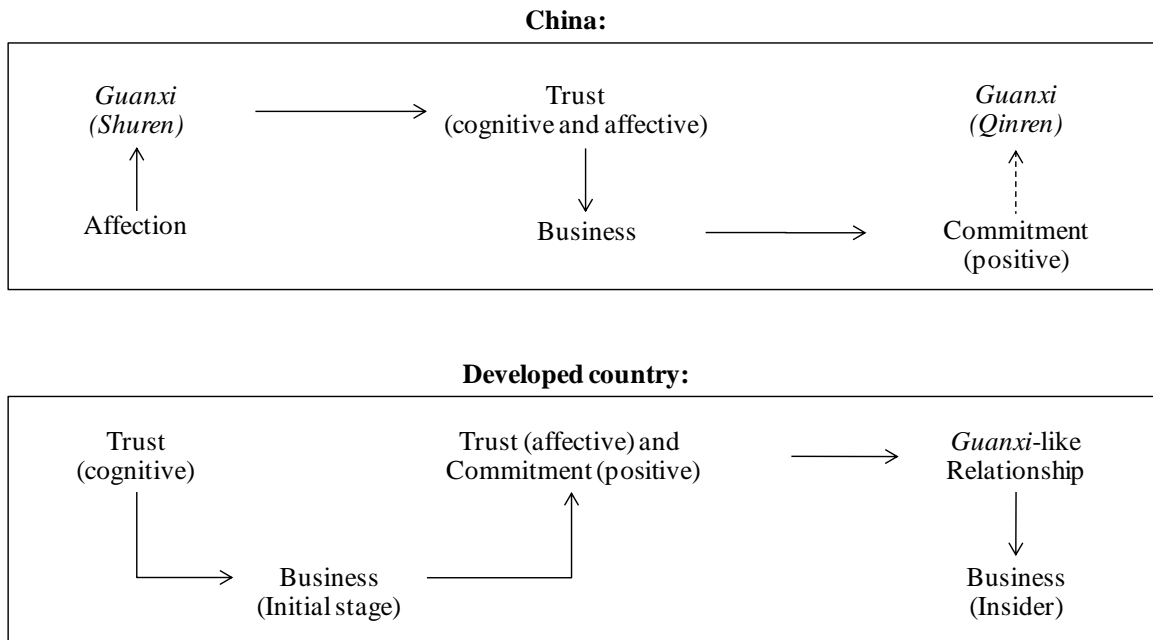 China:
Guanxi
(Shuren)
Trust
(cognitive and affective)
Guanxi
(Qinren)
Affection
Business
Commitment
(positive)
Developed country:
Trust
(cognitive)
Trust (affective) and
Commitment (positive)
Guanxi-like
Relationship
Business
(Initial stage)
Business
(Insider)